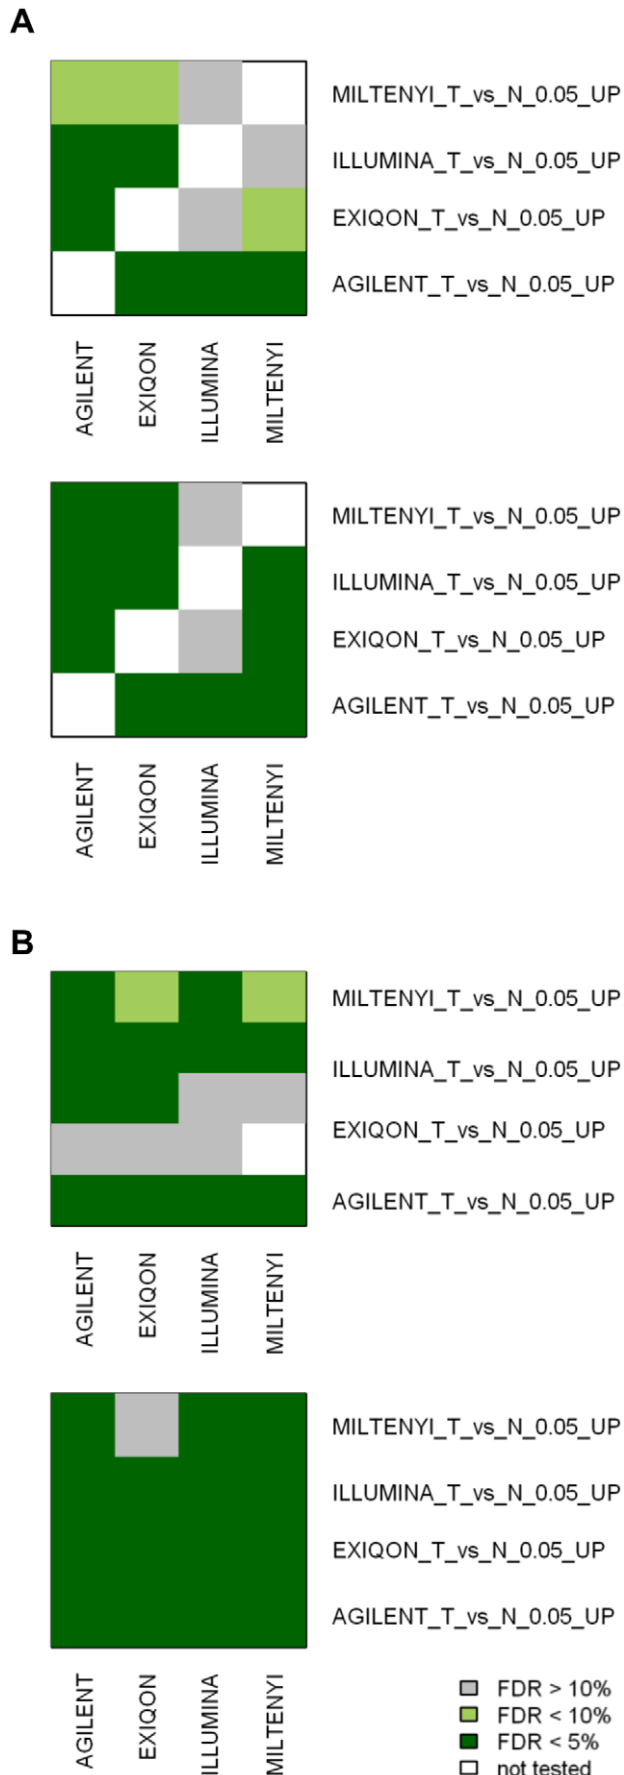 A
MILTENYI_T_vs_N_0.05_UP
ILLUMINA_T_vs_N_0.05_UP
EXIQON_T_vs_N_0.05_UP
AGILENT_T_vs_N_0.05_UP
AGILENT
EXIQON
ILLUMINA
MILTENYI
MILTENYI_T_vs_N_0.05_UP
ILLUMINA_T_vs_N_0.05_UP
EXIQON_T_vs_N_0.05_UP
AGILENT_T_vs_N_0.05_UP
AGILENT
EXIQON
ILLUMINA
MILTENYI
B
MILTENYI_T_vs_N_0.05_UP
ILLUMINA_T_vs_N_0.05_UP
EXIQON_T_vs_N_0.05_UP
AGILENT_T_vs_N_0.05_UP
AGILENT
EXIQON
ILLUMINA
MILTENYI
MILTENYI_T_vs_N_0.05_UP
ILLUMINA_T_vs_N_0.05_UP
EXIQON_T_vs_N_0.05_UP
AGILENT_T_vs_N_0.05_UP
AGILENT
EXIQON
ILLUMINA
MILTENYI
FDR > 10%
FDR < 10%
FDR < 5%
not tested